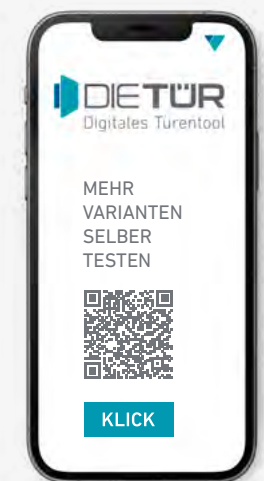 DIETÜR
Digitales Türentool
MEHR
VARIANTEN
SELBER
TESTEN
KLICK